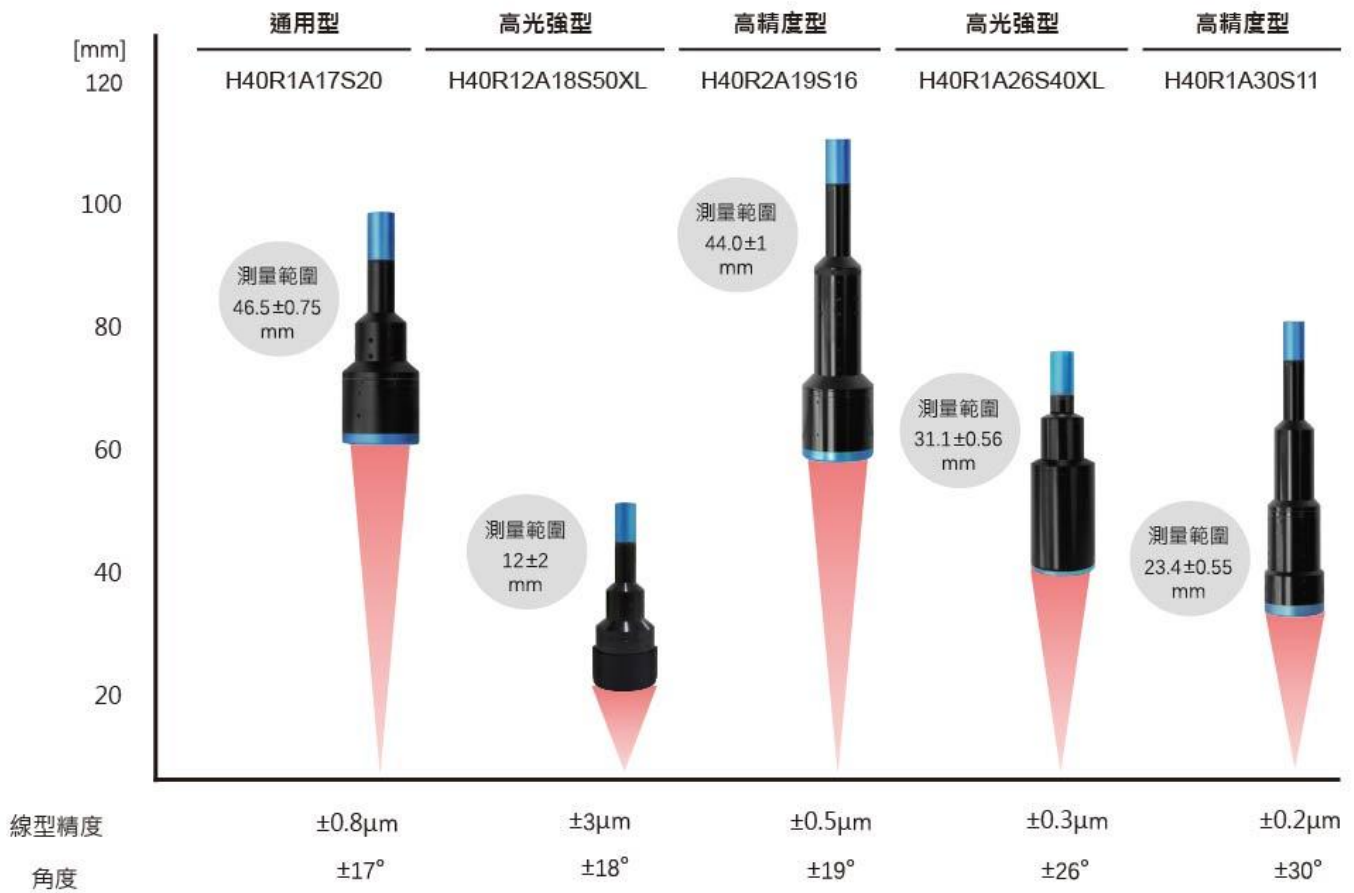 通用型 高光強型 高精度型 高光強型 高精度型
[mm]
120 H40R1A17S20 H40R12A18S50XL H40R2A19S16 H40R1A26S40XL H40R1A30S11
100
測量範圍
44.0±1
mm
測量範圍
46.5±0.75
mm
80
測量範圍
31.1±0.56
mm
60
測量範圍
12±2
mm
測量範圍
23.4±0.55
mm
40
20
線型精度 ±0.8μm ±3μm ±0.5μm ±0.3μm ±0.2μm
角度 ±17° ±18° ±19° ±26° ±30°